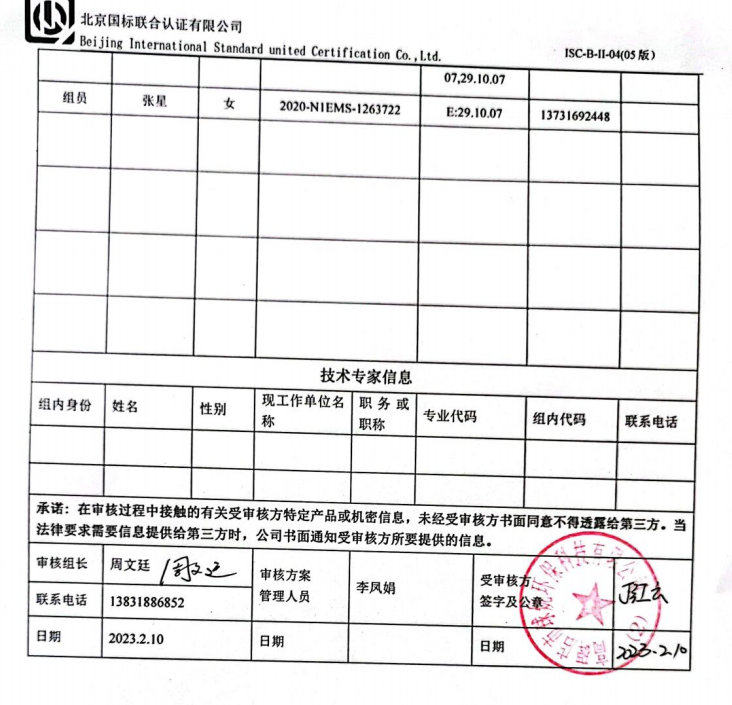 北京国标联合认证有限公司
Beijing International Standard united Certification Co.,Ltd.
ISC-B-II-04(05 版)
07,29.10.07
组员 张星 女 2020-N1EMS-1263722 E:29.10.07 13731692448
技术专家信息
组内身份 姓名 性别 现工作单位名称 职务或职称 专业代码 组内代码 联系电话
承诺：在审核过程中接触的有关受审核方特定产品或机密信息，未经受审核方书面同意不得透露给第三方。当
法律要求需要信息提供给第三方时，公司书面通知受审核方所要提供的信息。
审核组长 周文廷 周文廷 审核方案管理人员 李凤娟 受审核方签字及公章
联系电话 13831886852
日期 2023.2.10 日期 日期 2023.2.10